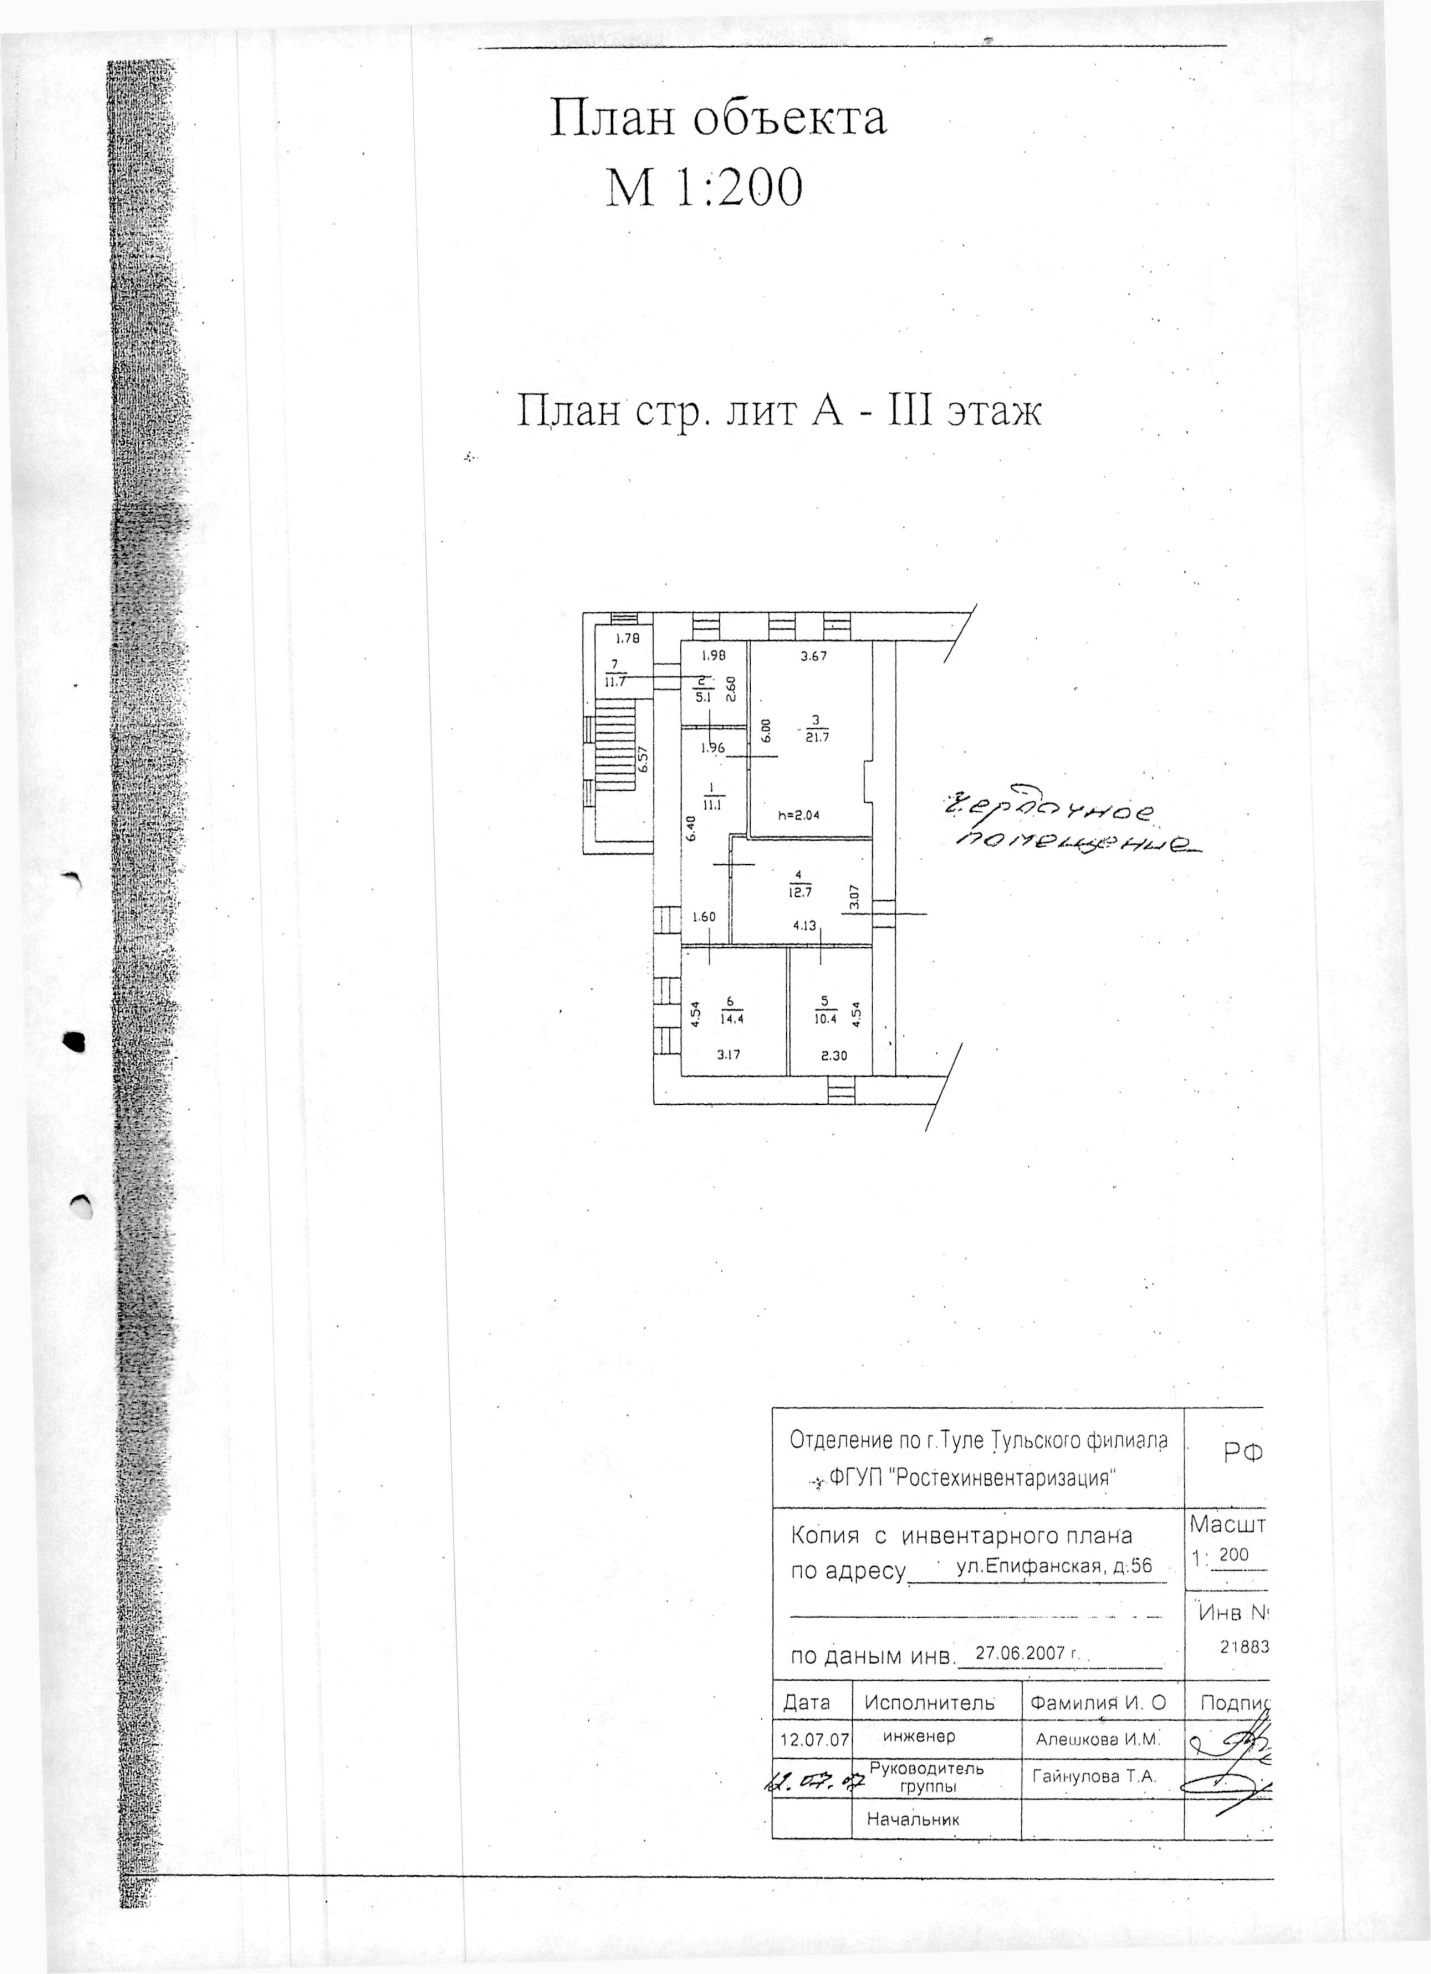 План объекта
М 1:200
План стр. лит А - III этаж
1.78
7
11.7
1.98
2
5.1
2.60
3.67
3
21.7
6.00
6.57
1.96
1
11.1
6.40
h=2.04
Чердачное
помещение
4
12.7
3.07
1.60
4.13
6
14.4
4.54
3.17
5
10.4
4.54
2.30
Отделение по г.Туле Тульского филиала
ФГУП "Ростехинвентаризация"
РФ
Копия с инвентарного плана
по адресу ул.Епифанская, д.56
Масшт
1: 200
Инв №
21883
по даным инв. 27.06.2007 г.
Дата Исполнитель Фамилия И. О Подпис
12.07.07 инженер Алешкова И.М.
12.07.07 Руководитель группы Гайнулова Т.А.
Начальник